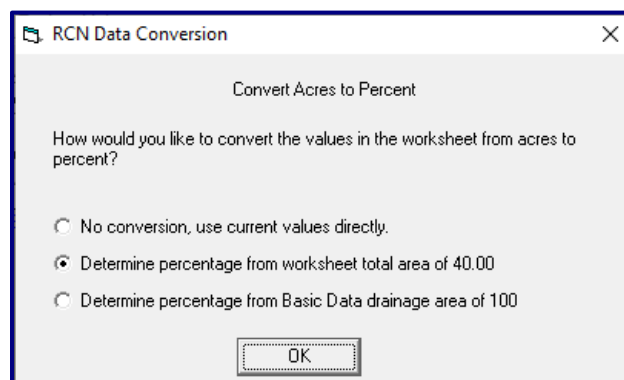 RCN Data Conversion
Convert Acres to Percent
How would you like to convert the values in the worksheet from acres to
percent?
No conversion, use current values directly.
Determine percentage from worksheet total area of 40.00
Determine percentage from Basic Data drainage area of 100
OK